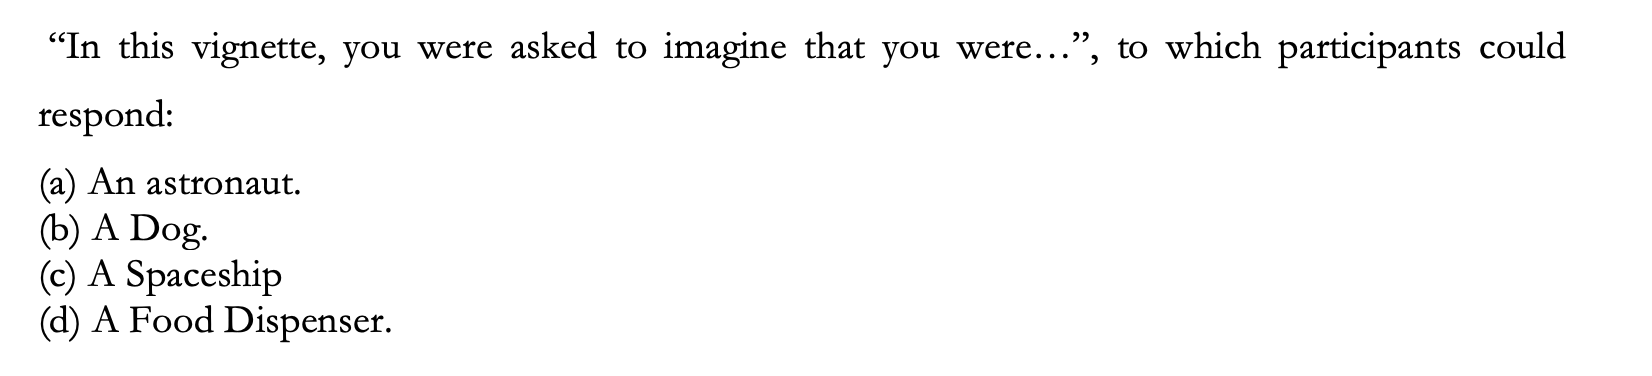 “In this vignette, you were asked to imagine that you were…”, to which participants could
respond:
(a) An astronaut.
(b) A Dog.
(c) A Spaceship
(d) A Food Dispenser.